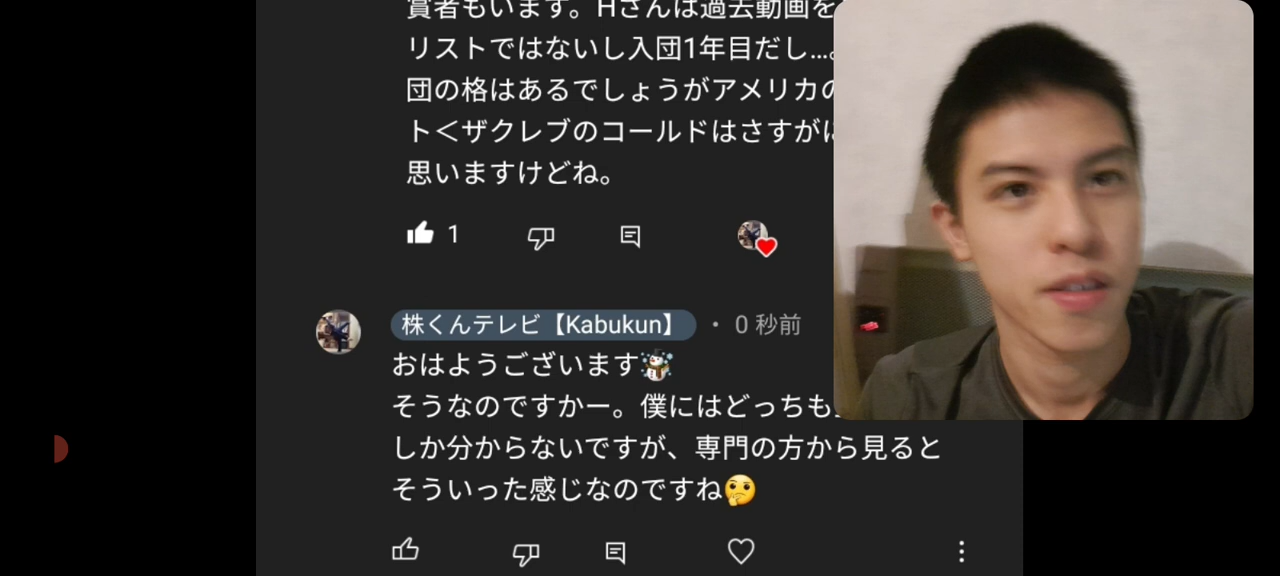 賞者もいます。Hさんは過去動画を
リストではないし入団1年目だし…。
団の格はあるでしょうがアメリカの
ト＜ザクレブのコールドはさすがに
思いますけどね。
1
株くんテレビ【Kabukun】 ・ 0 秒前
おはようございます☃️
そうなのですかー。僕にはどっちも
しか分からないですが、専門の方から見ると
そういった感じなのですね🤔